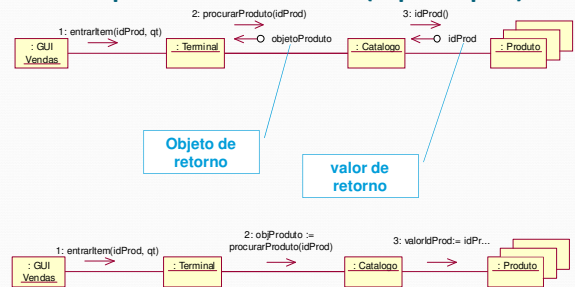 1: entrarItem(idProd, qt)
2: procurarProduto(idProd)
3: idProd()
objetoProduto
idProd
: GUI
Vendas
: Terminal
: Catalogo
: Produto
Objeto de
retorno
valor de
retorno
1: entrarItem(idProd, qt)
2: objProduto :=
procurarProduto(idProd)
3: valorIdProd:= idPr...
: GUI
Vendas
: Terminal
: Catalogo
: Produto